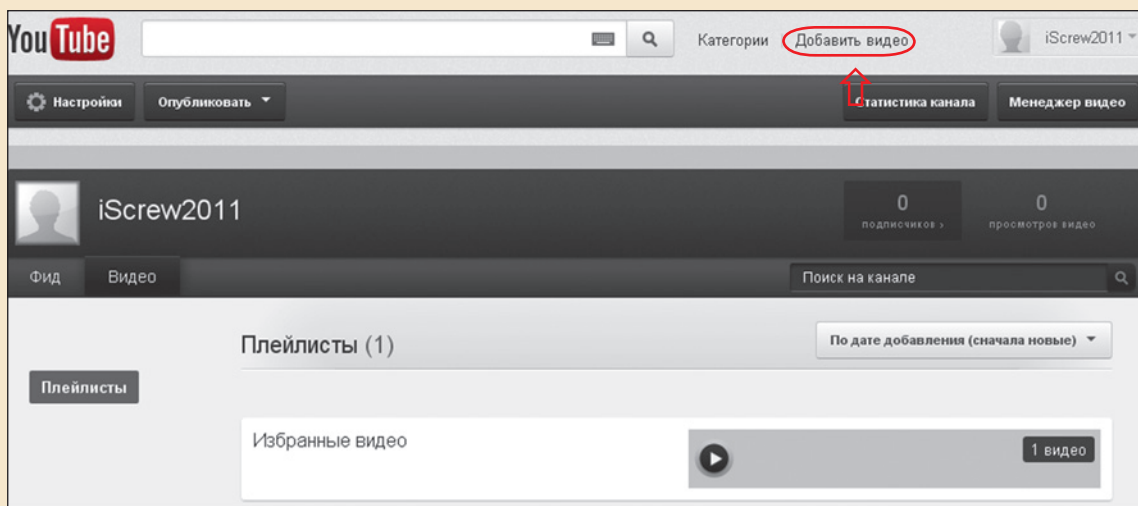 YouTube
Категории Добавить видео iScrew2011
Настройки Опубликовать Статистика канала Менеджер видео
iScrew2011
0 0
подписчиков › просмотров видео
Фид Видео Поиск на канале
Плейлисты (1) По дате добавления (сначала новые)
Плейлисты
Избранные видео
1 видео